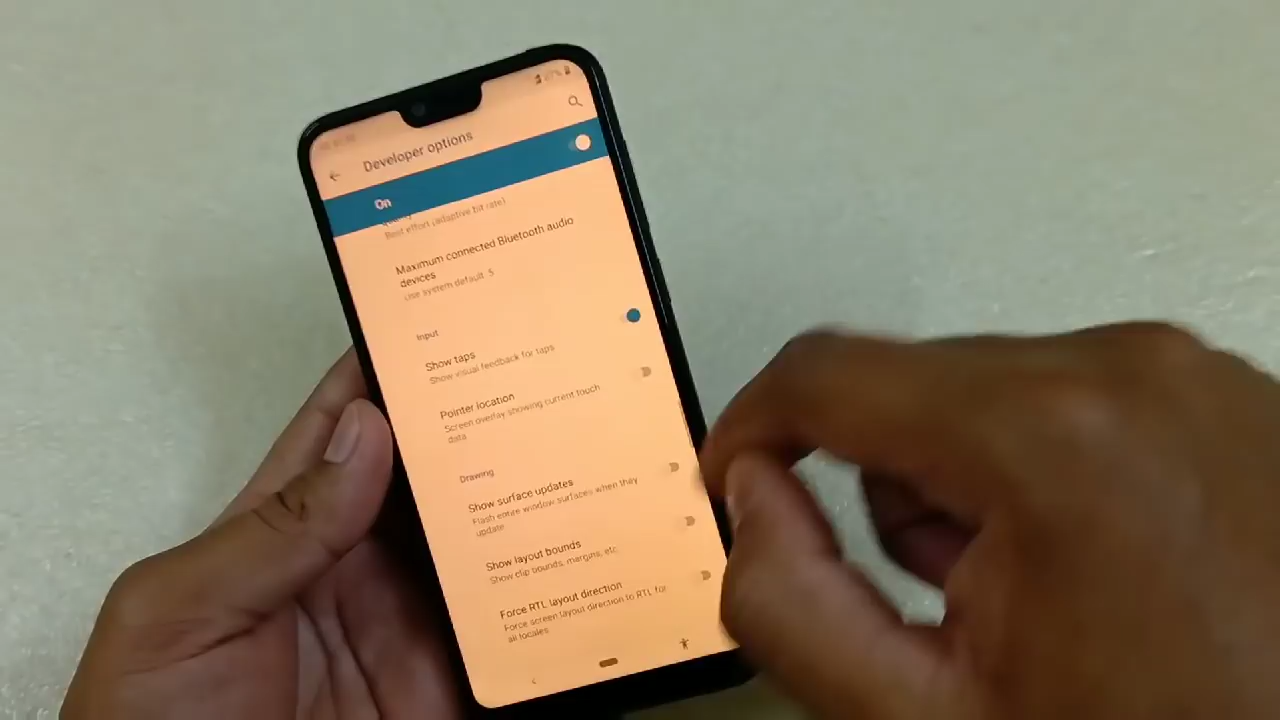 Developer options
On
Best effort (adaptive bit rate)
Maximum connected Bluetooth audio
devices
Use system default: 5
Input
Show taps
Show visual feedback for taps
Pointer location
Screen overlay showing current touch
data
Drawing
Show surface updates
Flash entire window surfaces when they
update
Show layout bounds
Show clip bounds, margins, etc.
Force RTL layout direction
Force screen layout direction to RTL for
all locales